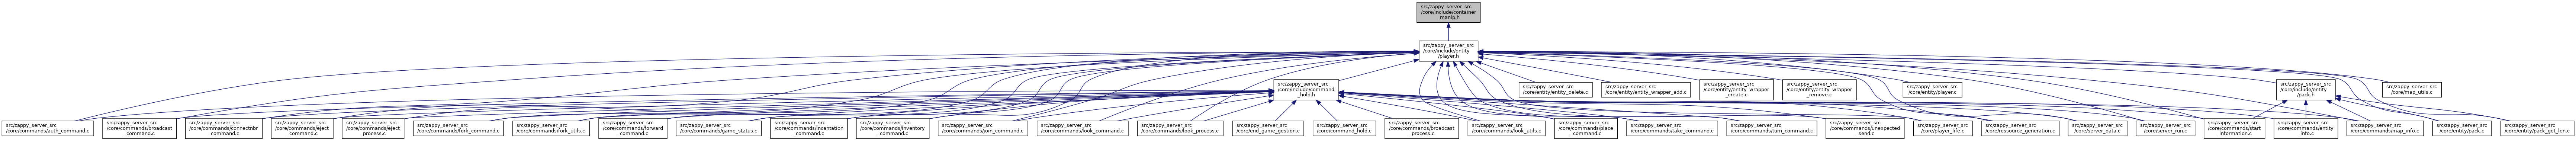 src/zappy_server_src
/core/include/container
_manip.h
src/zappy_server_src
/core/include/entity
/player.h
src/zappy_server_src
/core/include/command
_hold.h
src/zappy_server_src
/core/entity/entity_delete.c
src/zappy_server_src
/core/entity/entity_wrapper_add.c
src/zappy_server_src
/core/entity/entity_wrapper
_create.c
src/zappy_server_src
/core/entity/entity_wrapper
_remove.c
src/zappy_server_src
/core/entity/player.c
src/zappy_server_src
/core/include/entity
/pack.h
src/zappy_server_src
/core/map_utils.c
src/zappy_server_src
/core/commands/auth_command.c
src/zappy_server_src
/core/commands/broadcast
_command.c
src/zappy_server_src
/core/commands/connectnbr
_command.c
src/zappy_server_src
/core/commands/eject
_command.c
src/zappy_server_src
/core/commands/eject
_process.c
src/zappy_server_src
/core/commands/fork_command.c
src/zappy_server_src
/core/commands/fork_utils.c
src/zappy_server_src
/core/commands/forward
_command.c
src/zappy_server_src
/core/commands/game_status.c
src/zappy_server_src
/core/commands/incantation
_command.c
src/zappy_server_src
/core/commands/inventory
_command.c
src/zappy_server_src
/core/commands/join_command.c
src/zappy_server_src
/core/commands/look_command.c
src/zappy_server_src
/core/commands/look_process.c
src/zappy_server_src
/core/end_game_gestion.c
src/zappy_server_src
/core/command_hold.c
src/zappy_server_src
/core/commands/broadcast
_process.c
src/zappy_server_src
/core/commands/look_utils.c
src/zappy_server_src
/core/commands/place
_command.c
src/zappy_server_src
/core/commands/take_command.c
src/zappy_server_src
/core/commands/turn_command.c
src/zappy_server_src
/core/commands/unexpected
_send.c
src/zappy_server_src
/core/player_life.c
src/zappy_server_src
/core/ressource_generation.c
src/zappy_server_src
/core/server_data.c
src/zappy_server_src
/core/server_run.c
src/zappy_server_src
/core/commands/start
_information.c
src/zappy_server_src
/core/commands/entity
_info.c
src/zappy_server_src
/core/commands/map_info.c
src/zappy_server_src
/core/entity/pack.c
src/zappy_server_src
/core/entity/pack_get_len.c